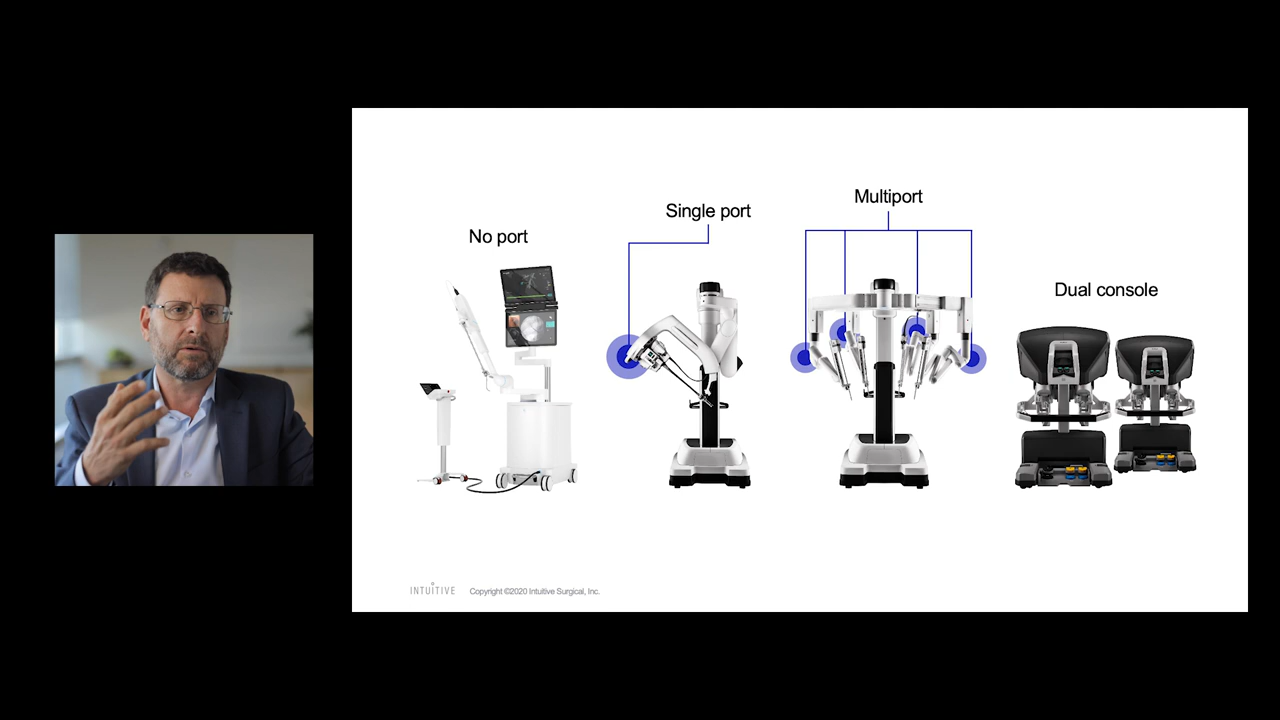 Multiport
Single port
No port
Dual console
INTUITIVE
Copyright ©2020 Intuitive Surgical, Inc.